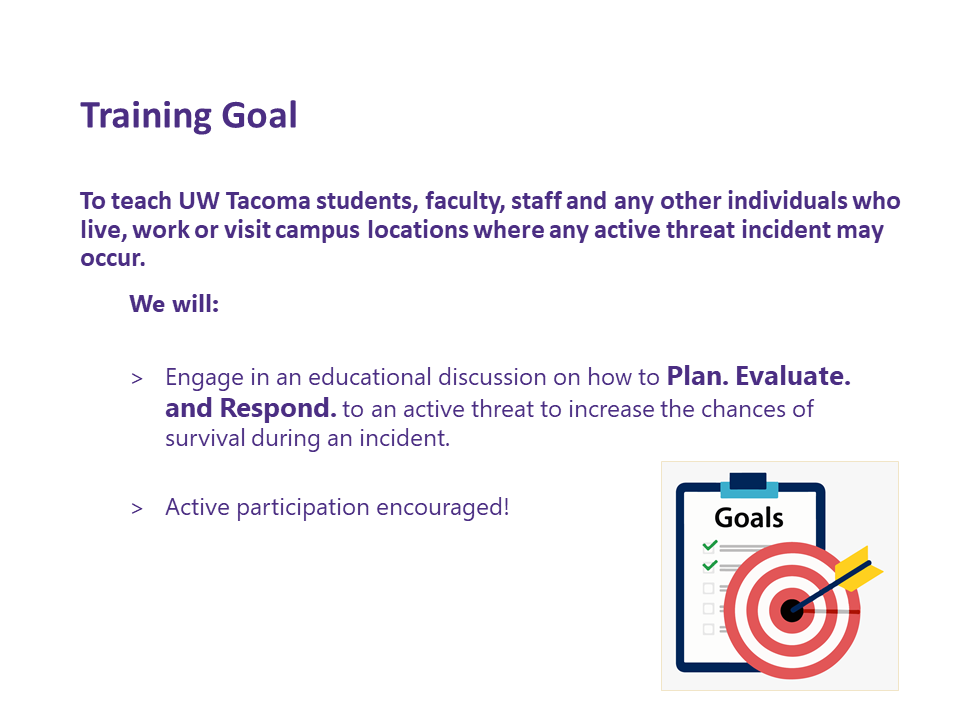 Training Goal
To teach UW Tacoma students, faculty, staff and any other individuals who
live, work or visit campus locations where any active threat incident may
occur.
We will:
> Engage in an educational discussion on how to Plan. Evaluate.
and Respond. to an active threat to increase the chances of
survival during an incident.
> Active participation encouraged!
Goals